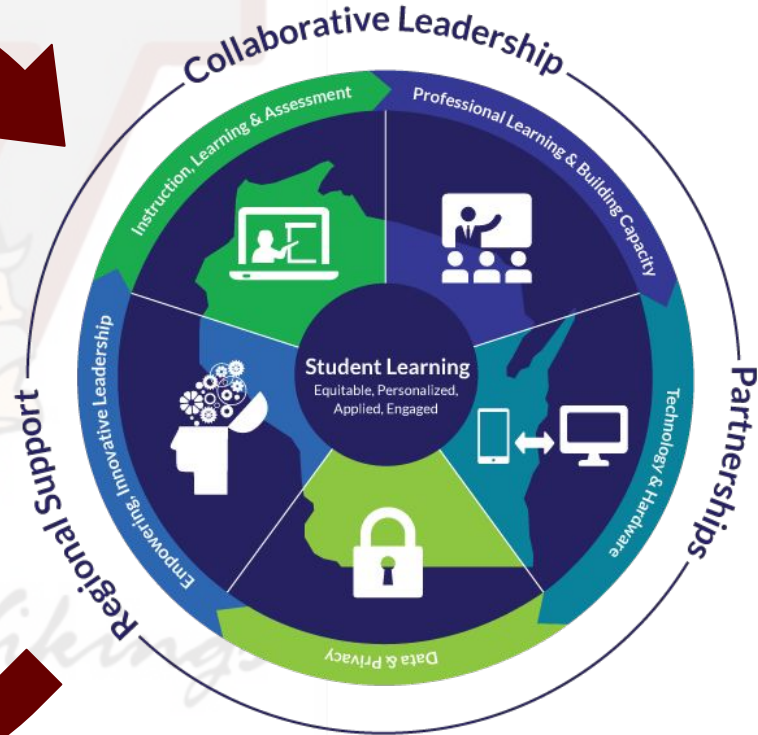 Collaborative Leadership
Instruction, Learning & Assessment
Professional Learning & Building Capacity
Student Learning
Equitable, Personalized,
Applied, Engaged
Empowering, Innovative Leadership
Technology & Hardware
Data & Privacy
Regional Support
Partnerships